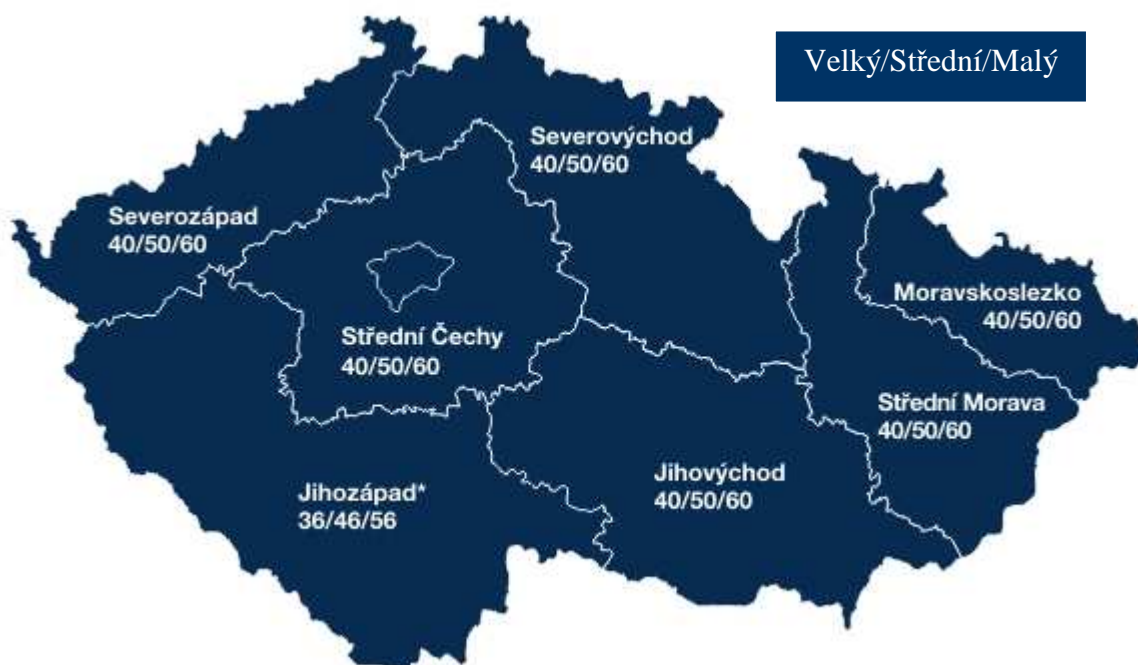 Velký/Střední/Malý
Severovýchod
40/50/60
Severozápad
40/50/60
Moravskoslezko
40/50/60
Střední Čechy
40/50/60
Střední Morava
40/50/60
Jihovýchod
40/50/60
Jihozápad*
36/46/56